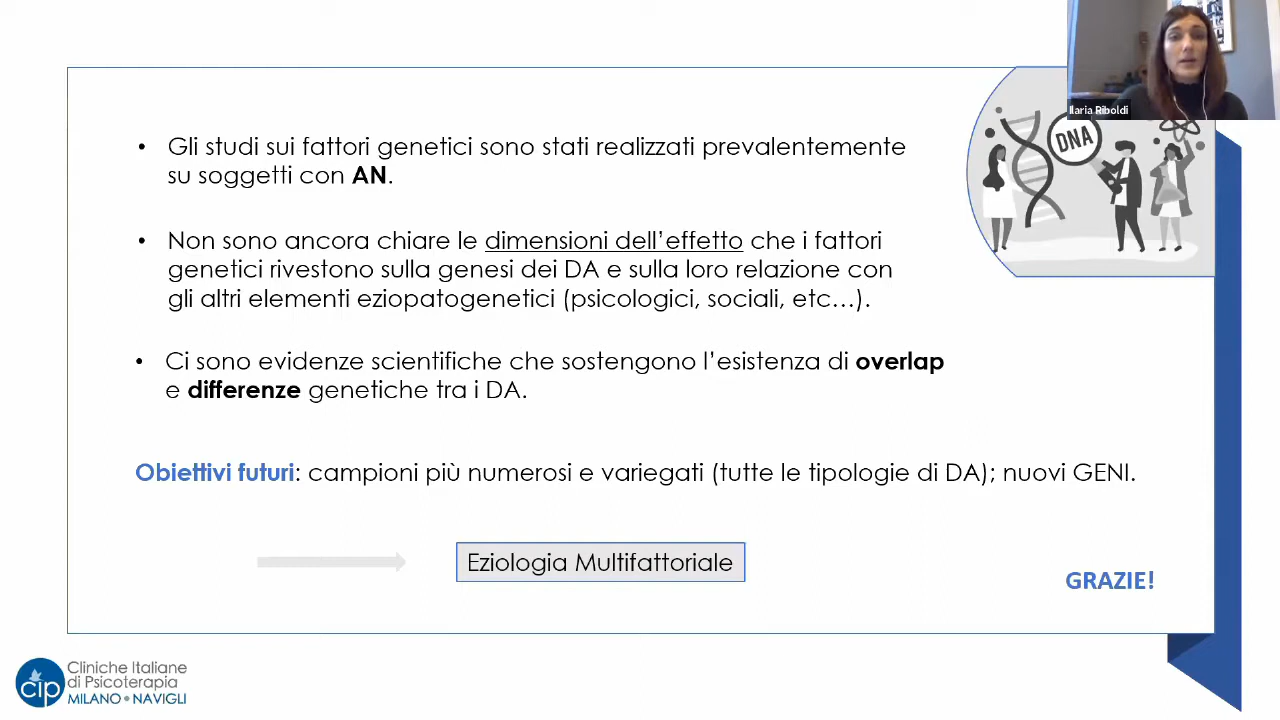 Ilaria Riboldi
DNA
• Gli studi sui fattori genetici sono stati realizzati prevalentemente
su soggetti con AN.
• Non sono ancora chiare le dimensioni dell’effetto che i fattori
genetici rivestono sulla genesi dei DA e sulla loro relazione con
gli altri elementi eziopatogenetici (psicologici, sociali, etc…).
• Ci sono evidenze scientifiche che sostengono l’esistenza di overlap
e differenze genetiche tra i DA.
Obiettivi futuri: campioni più numerosi e variegati (tutte le tipologie di DA); nuovi GENI.
Eziologia Multifattoriale
GRAZIE!
cip
Cliniche Italiane
di Psicoterapia
MILANO • NAVIGLI